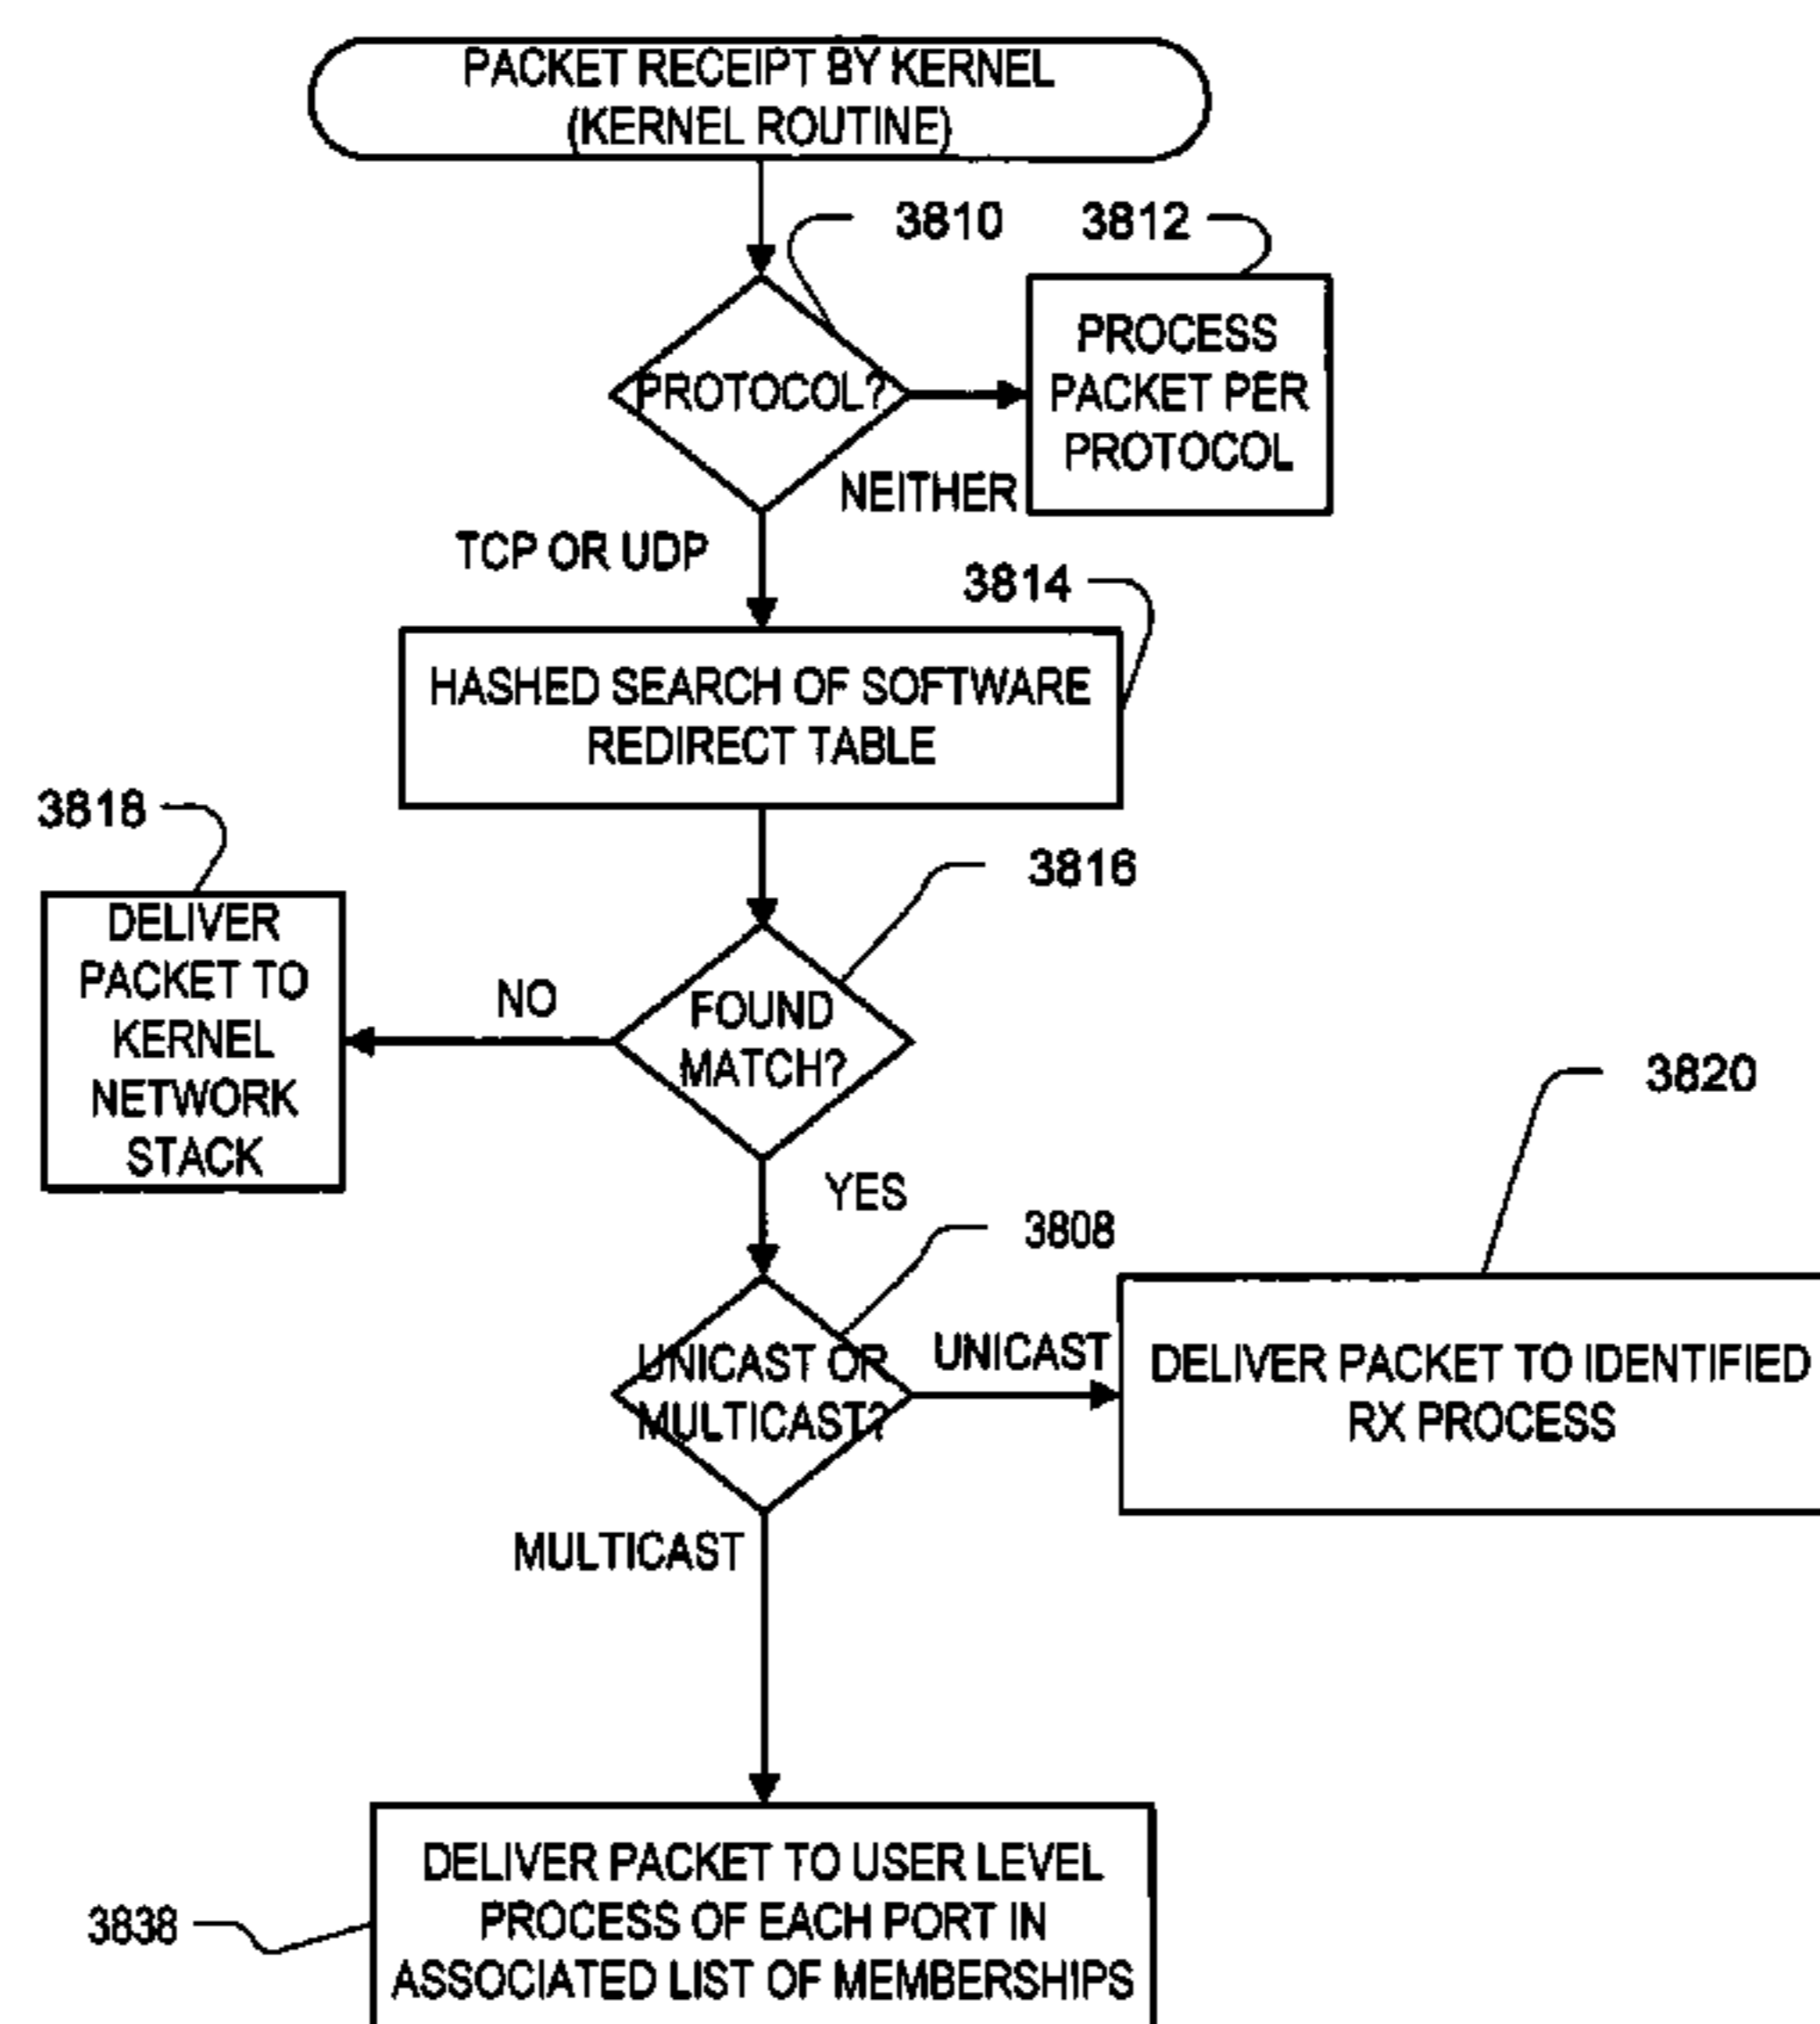 PACKET RECEIPT BY KERNEL
(KERNEL ROUTINE)
3810
3812
PROTOCOL?
PROCESS
PACKET PER
PROTOCOL
NEITHER
TCP OR UDP
3814
HASHED SEARCH OF SOFTWARE
REDIRECT TABLE
3818
3816
DELIVER
PACKET TO
KERNEL
NETWORK
STACK
NO
FOUND
MATCH?
3820
YES
3808
UNICAST OR
MULTICAST?
UNICAST
DELIVER PACKET TO IDENTIFIED
RX PROCESS
MULTICAST
3838
DELIVER PACKET TO USER LEVEL
PROCESS OF EACH PORT IN
ASSOCIATED LIST OF MEMBERSHIPS